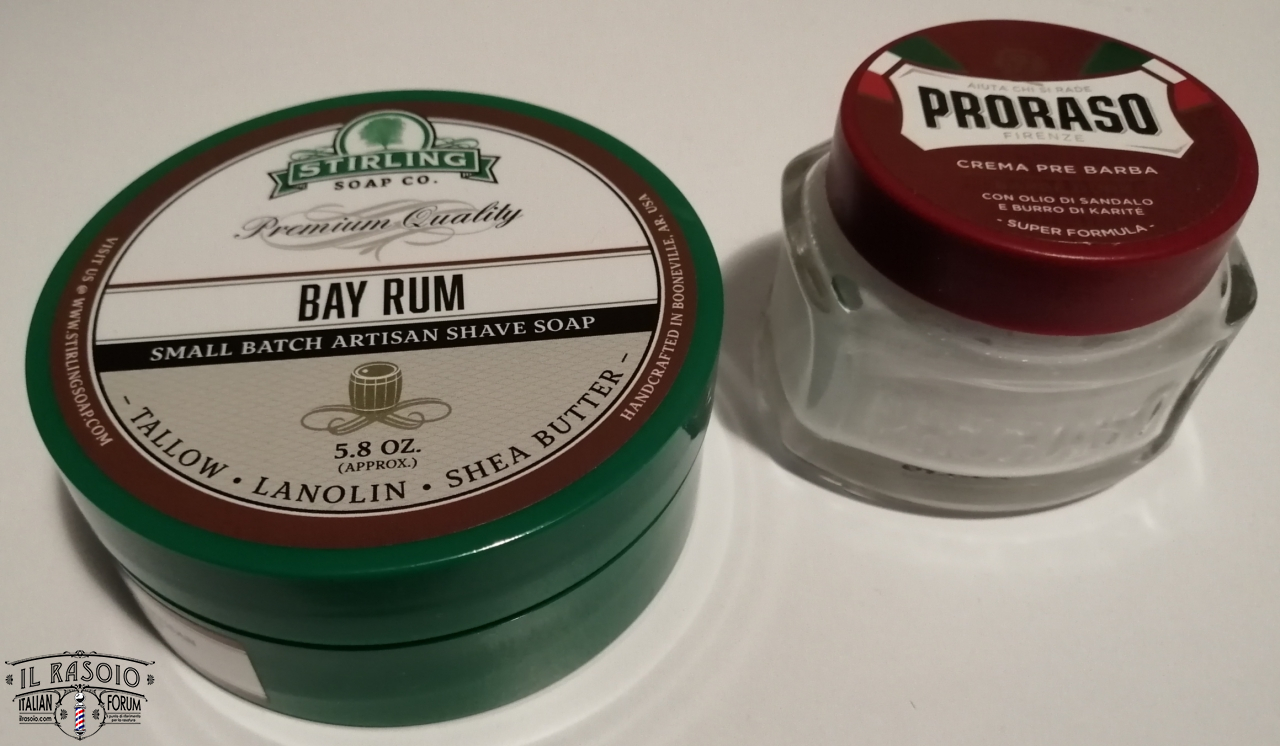 STIRLING
SOAP CO.
Premium Quality
BAY RUM
SMALL BATCH ARTISAN SHAVE SOAP
5.8 OZ.
(APPROX.)
- TALLOW • LANOLIN • SHEA BUTTER -
VISIT US @ WWW.STIRLINGSOAP.COM
HANDCRAFTED IN BOONEVILLE, AR, USA
AIUTA CHI SI RADE
PRORASO
FIRENZE
CREMA PRE BARBA
CON OLIO DI SANDALO
E BURRO DI KARITÉ
- SUPER FORMULA -
IL RASOIO
ITALIAN FORUM
ilrasoio.com